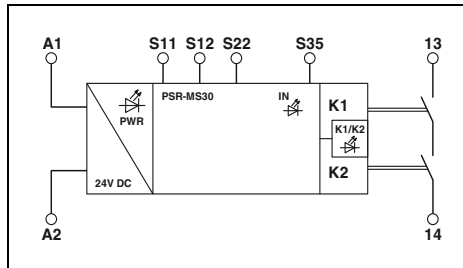 A1 S11 S12 S22 S35 13
PSR-MS30 IN K1
PWR K1/K2
24V DC K2
A2 14